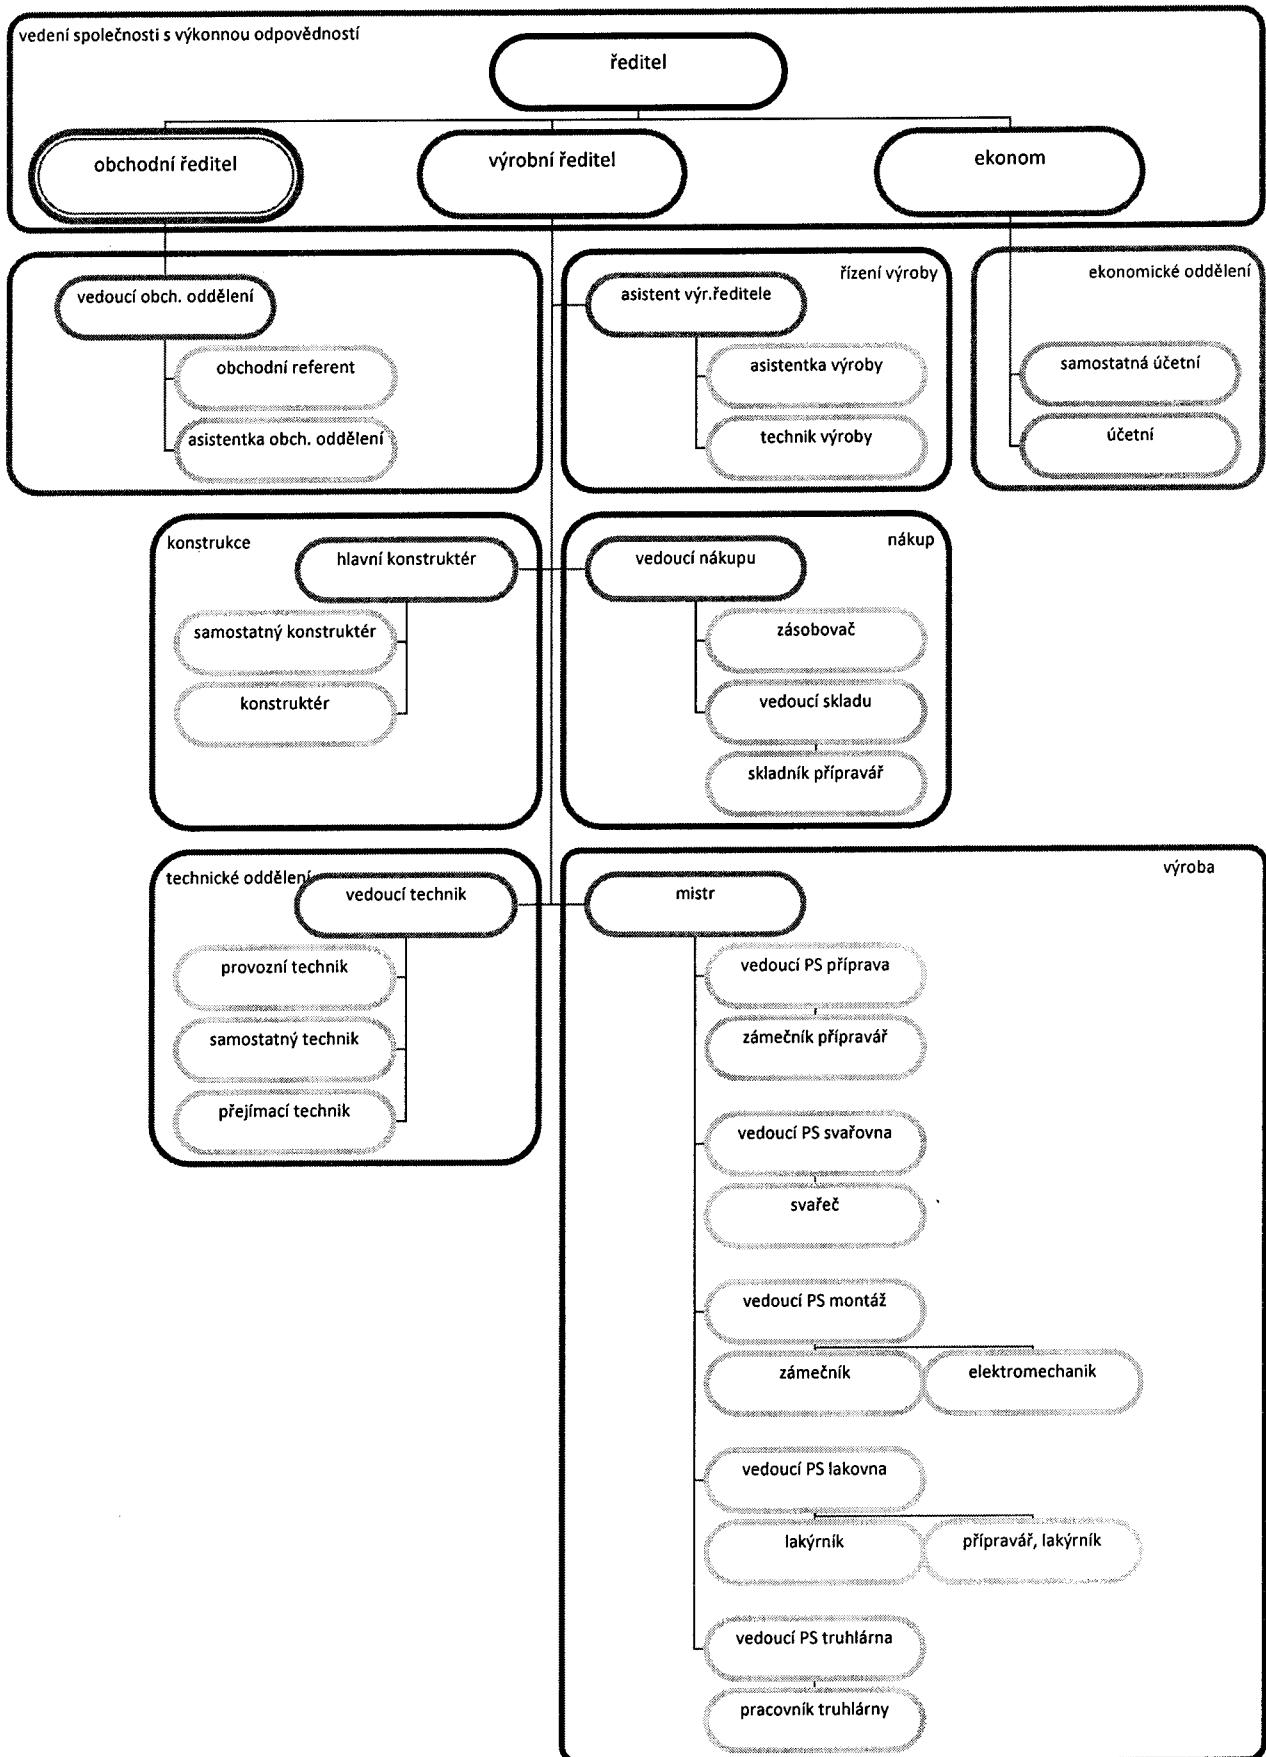 vedení společnosti s výkonnou odpovědností
ředitel
obchodní ředitel
výrobní ředitel
ekonom
vedoucí obch. oddělení
obchodní referent
asistentka obch. oddělení
řízení výroby
asistent výr.ředitele
asistentka výroby
technik výroby
ekonomické oddělení
samostatná účetní
účetní
konstrukce
hlavní konstruktér
samostatný konstruktér
konstruktér
nákup
vedoucí nákupu
zásobovač
vedoucí skladu
skladník přípravář
technické oddělení
vedoucí technik
provozní technik
samostatný technik
přejímací technik
výroba
mistr
vedoucí PS příprava
zámečník přípravář
vedoucí PS svařovna
svařeč
vedoucí PS montáž
zámečník
elektromechanik
vedoucí PS lakovna
lakýrník
přípravář, lakýrník
vedoucí PS truhlárna
pracovník truhlárny